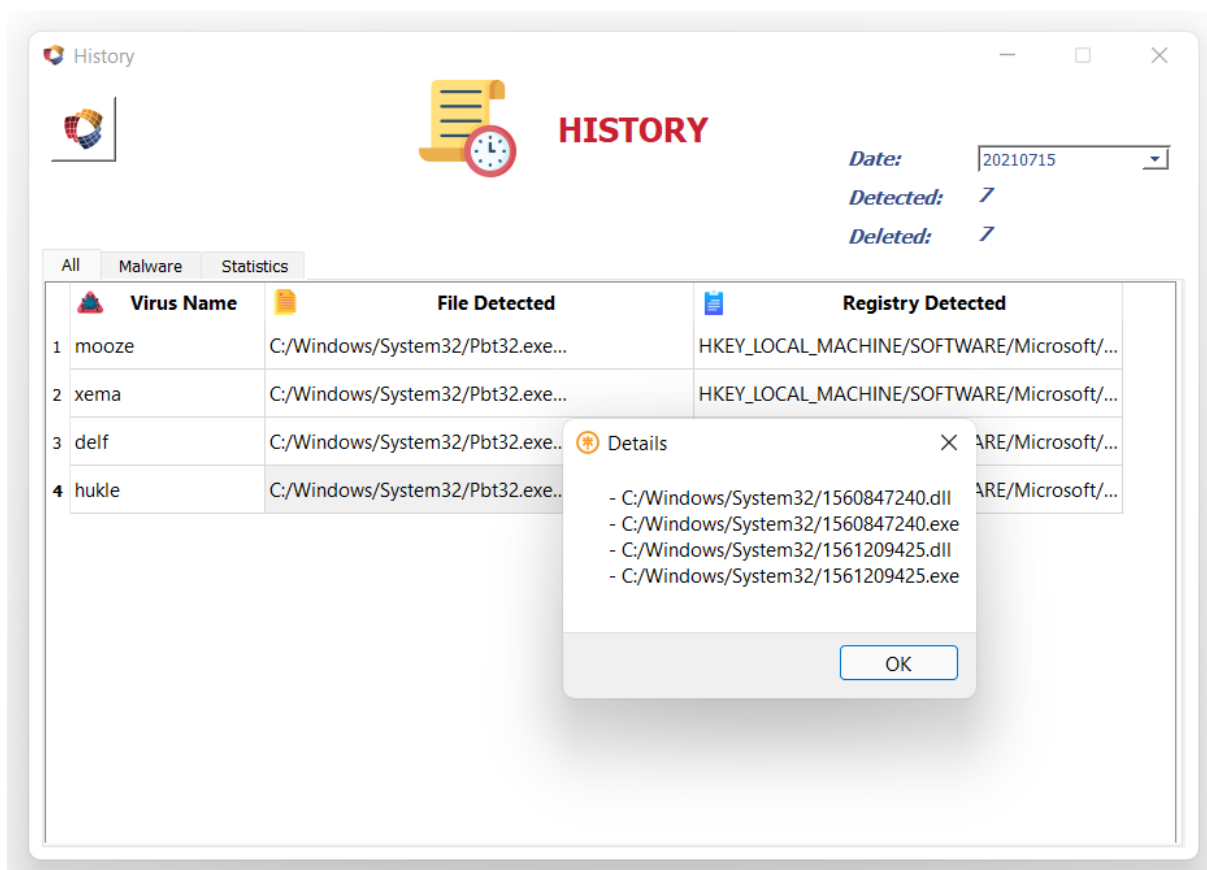 History
HISTORY
Date: 20210715
Detected: 7
Deleted: 7
All Malware Statistics
Virus Name File Detected Registry Detected
1 mooze C:/Windows/System32/Pbt32.exe... HKEY_LOCAL_MACHINE/SOFTWARE/Microsoft/...
2 xema C:/Windows/System32/Pbt32.exe... HKEY_LOCAL_MACHINE/SOFTWARE/Microsoft/...
3 delf C:/Windows/System32/Pbt32.exe.. ARE/Microsoft/...
4 hukle C:/Windows/System32/Pbt32.exe.. ARE/Microsoft/...
Details
- C:/Windows/System32/1560847240.dll
- C:/Windows/System32/1560847240.exe
- C:/Windows/System32/1561209425.dll
- C:/Windows/System32/1561209425.exe
OK